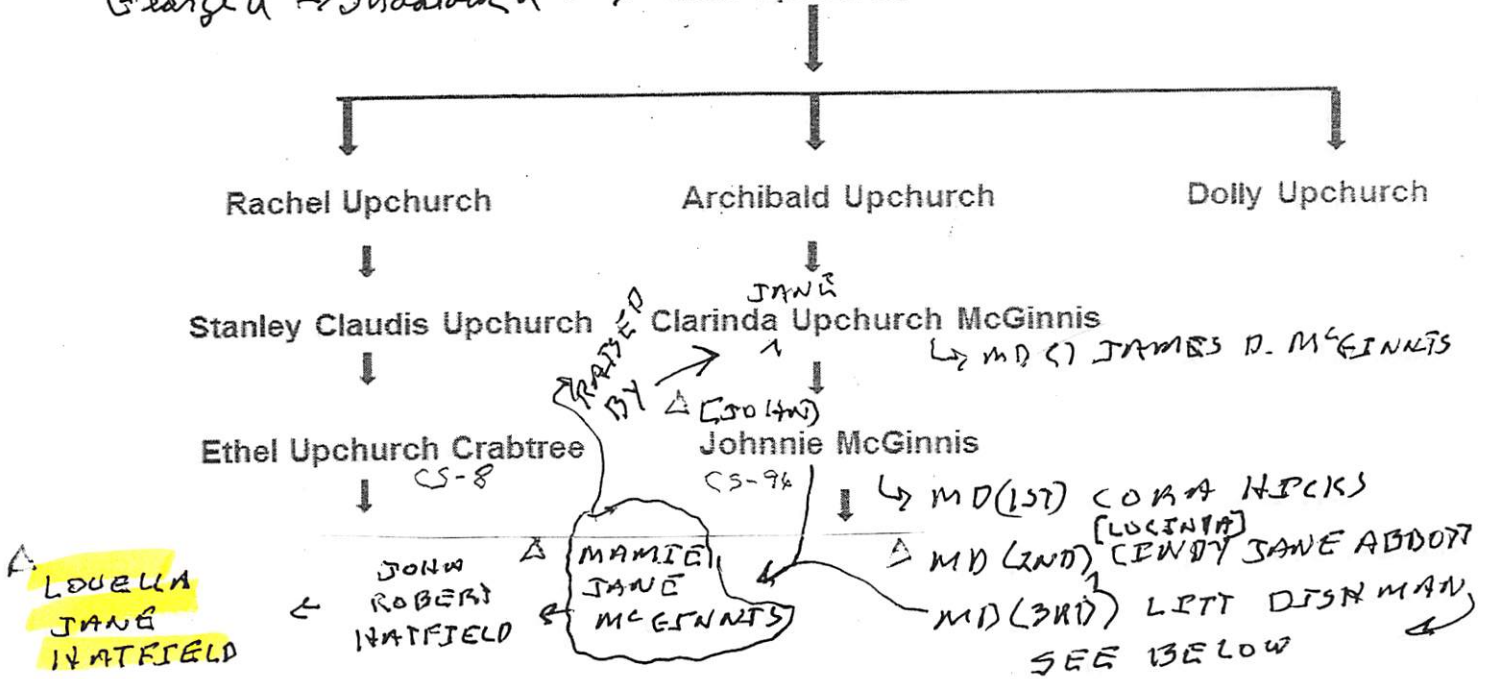 Rachel Upchurch
Archibald Upchurch
Dolly Upchurch
JANE
Stanley Claudis Upchurch
RAISED
BY
Clarinda Upchurch McGinnis
↳ MD () JAMES D. McGINNIS
△ [JOHN)
Ethel Upchurch Crabtree
CS-8
Johnnie McGinnis
CS-96
↳ MD (1ST) CORA HICKS
[LUCINDA]
△ MD (2ND) CINDY JANE ABBOTT
MD (3RD) LITT DISHMAN
SEE BELOW
△ MAMIE
JANE
McGINNIS
JOHN
ROBERT
HATFIELD
△ LOUELLA
JANE
HATFIELD